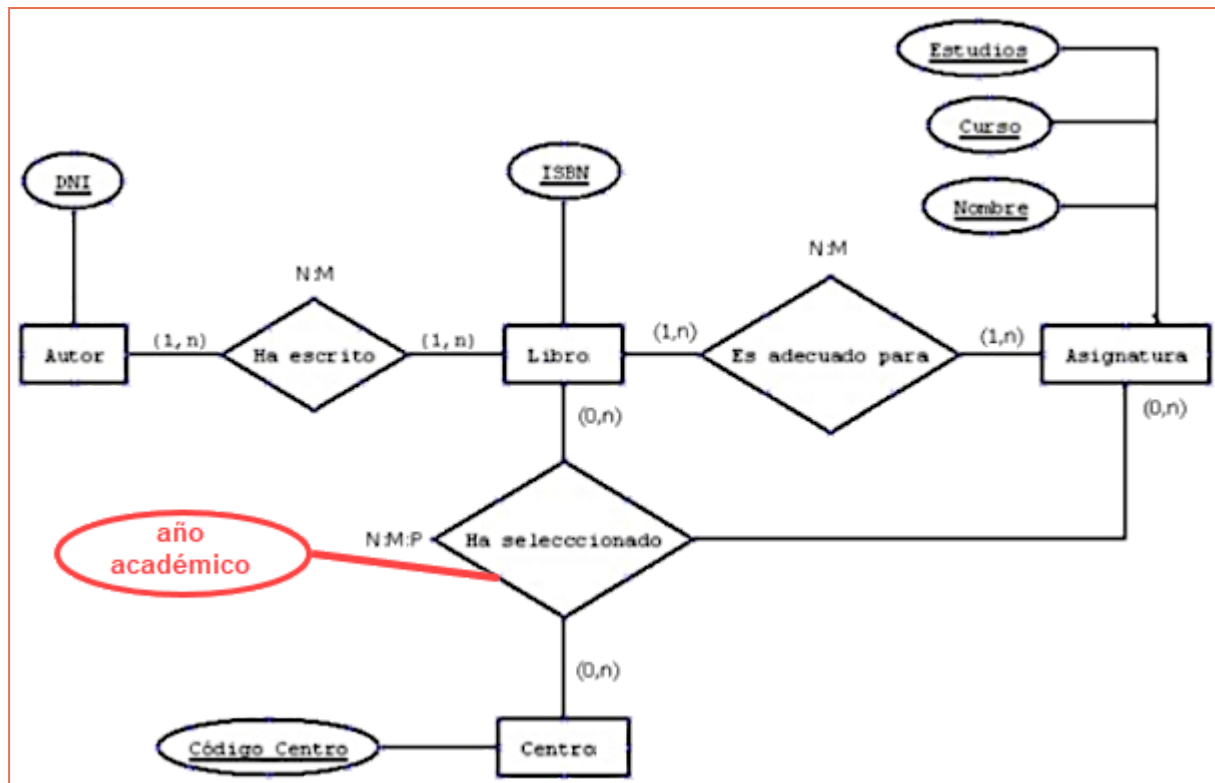 Estudios
Curso
DNI
ISBN
Nombre
N:M
N:M
Autor
(1,n)
Ha escrito
(1,n)
Libro
(1,n)
Es adecuado para
(1,n)
Asignatura
(0,n)
(0,n)
año
académico
N:M:P
Ha selecccionado
(0,n)
Código Centro
Centro